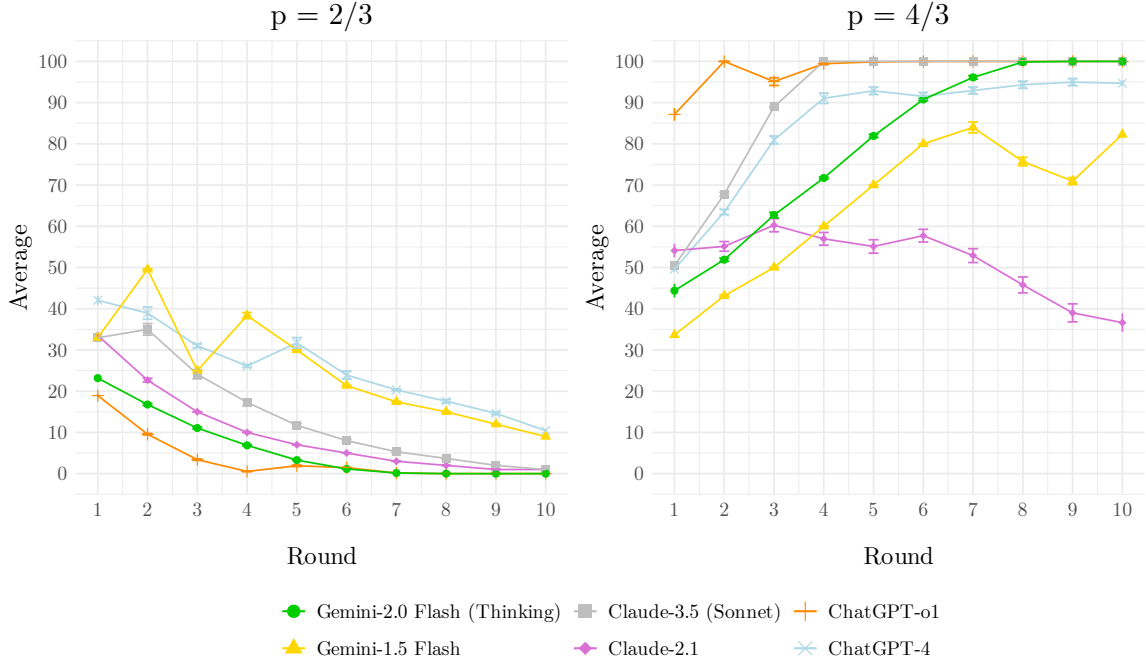 p = 2/3
p = 4/3
Average
100
90
80
70
60
50
40
30
20
10
0
1 2 3 4 5 6 7 8 9 10
Round
Average
100
90
80
70
60
50
40
30
20
10
0
1 2 3 4 5 6 7 8 9 10
Round
Gemini-2.0 Flash (Thinking) Claude-3.5 (Sonnet) ChatGPT-o1
Gemini-1.5 Flash Claude-2.1 ChatGPT-4